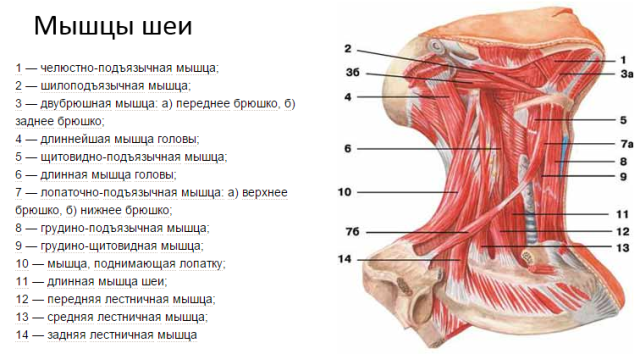 Мышцы шеи
1 — челюстно-подъязычная мышца;
2 — шилоподъязычная мышца;
3 — двубрюшная мышца: а) переднее брюшко, б)
заднее брюшко;
4 — длиннейшая мышца головы;
5 — щитовидно-подъязычная мышца;
6 — длинная мышца головы;
7 — лопаточно-подъязычная мышца: а) верхнее
брюшко, б) нижнее брюшко;
8 — грудино-подъязычная мышца;
9 — грудино-щитовидная мышца;
10 — мышца, поднимающая лопатку;
11 — длинная мышца шеи;
12 — передняя лестничная мышца;
13 — средняя лестничная мышца;
14 — задняя лестничная мышца
2
3б
4
6
10
7б
14
1
3а
5
7а
8
9
11
12
13